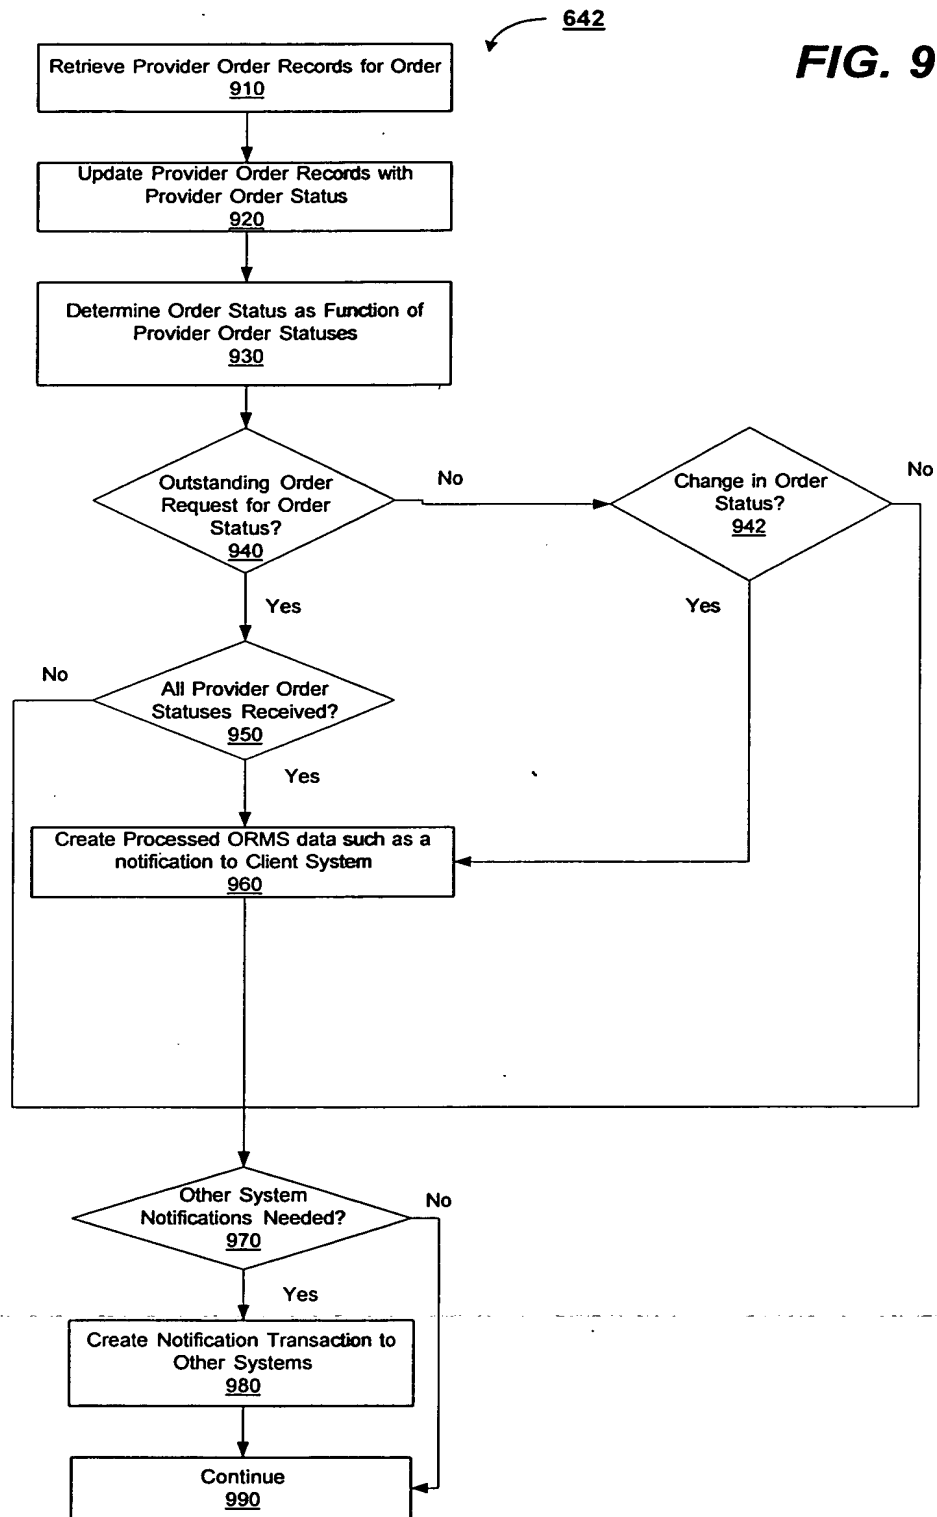 642
FIG. 9
Retrieve Provider Order Records for Order
910
Update Provider Order Records with
Provider Order Status
920
Determine Order Status as Function of
Provider Order Statuses
930
Outstanding Order
Request for Order
Status?
940
No
Change in Order
Status?
942
No
Yes
Yes
No
All Provider Order
Statuses Received?
950
Yes
Create Processed ORMS data such as a
notification to Client System
960
Other System
Notifications Needed?
970
No
Yes
Create Notification Transaction to
Other Systems
980
Continue
990